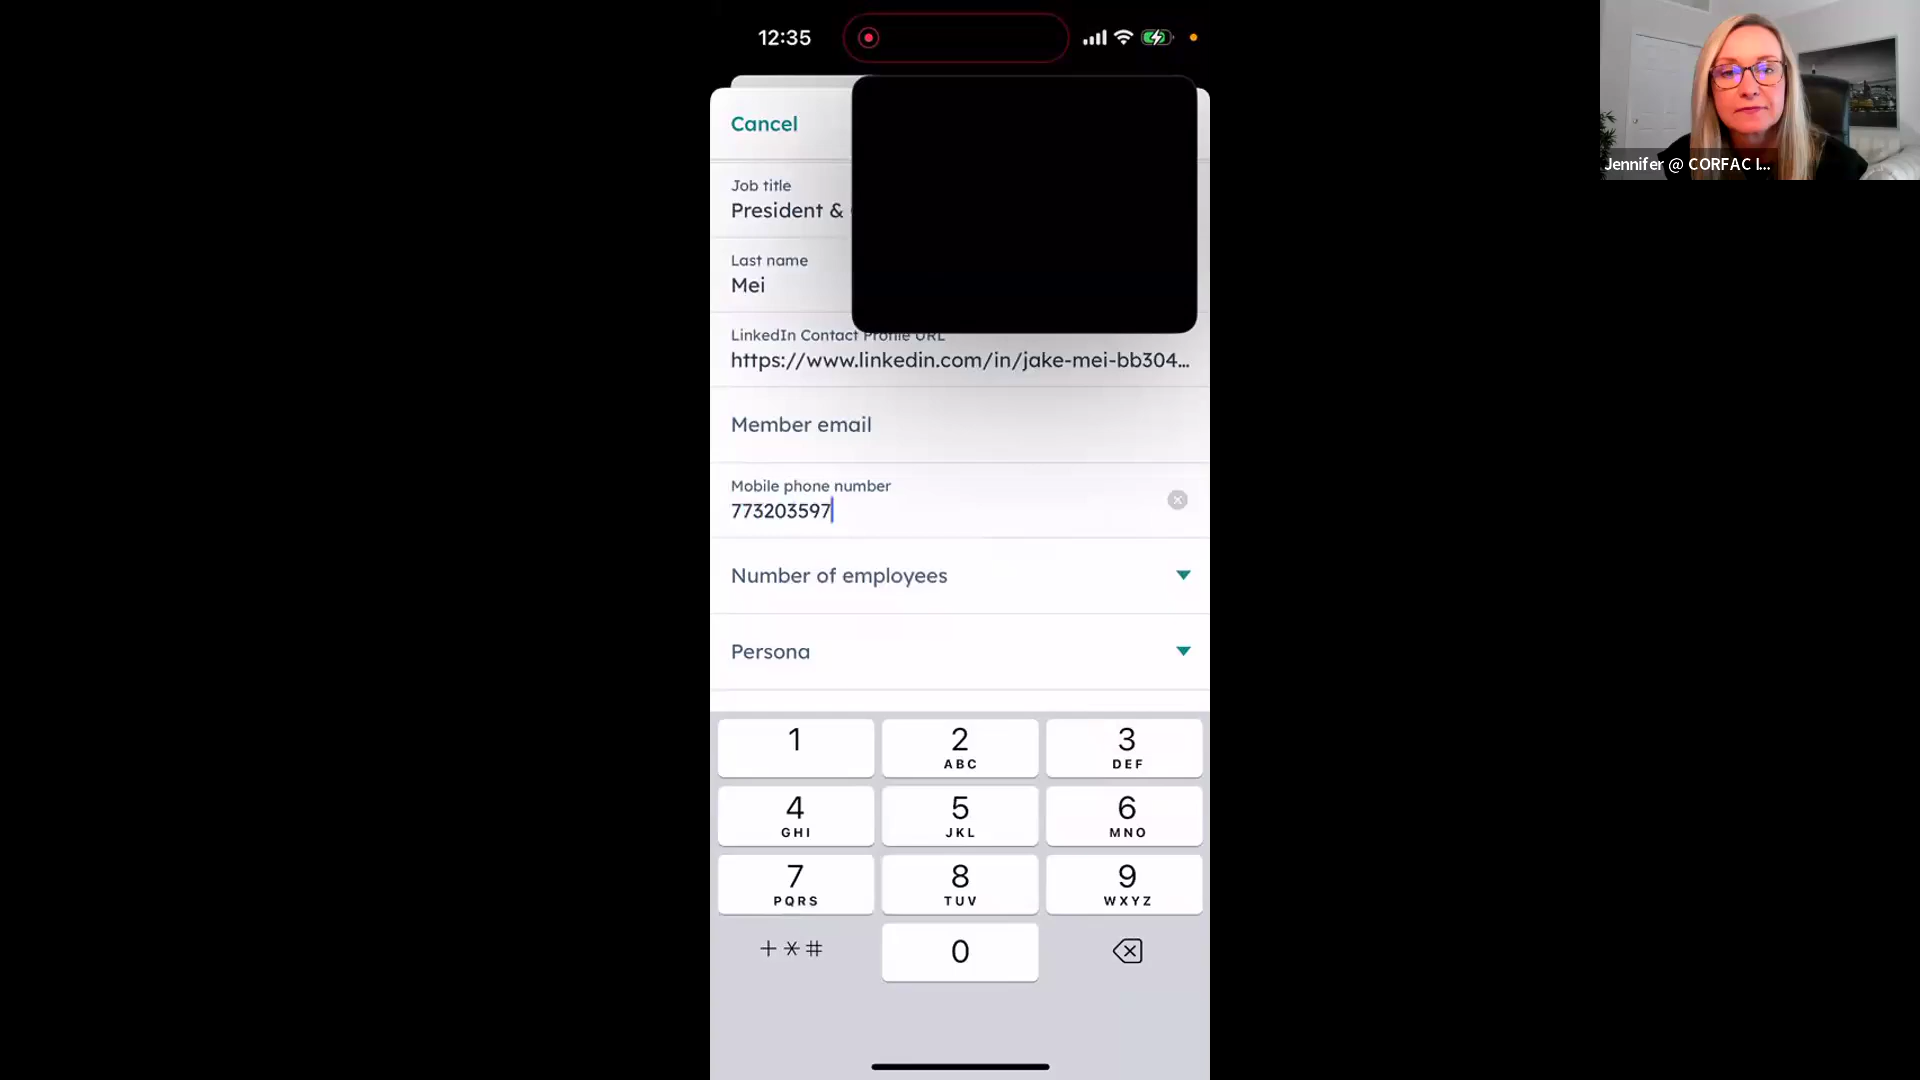 12:35
Cancel
Job title
President &
Last name
Mei
LinkedIn Contact Profile URL
https://www.linkedin.com/in/jake-mei-bb304...
Member email
Mobile phone number
773203597
Number of employees
Persona
1
2
ABC
3
DEF
4
GHI
5
JKL
6
MNO
7
PQRS
8
TUV
9
WXYZ
+*#
0
Jennifer @ CORFAC I...